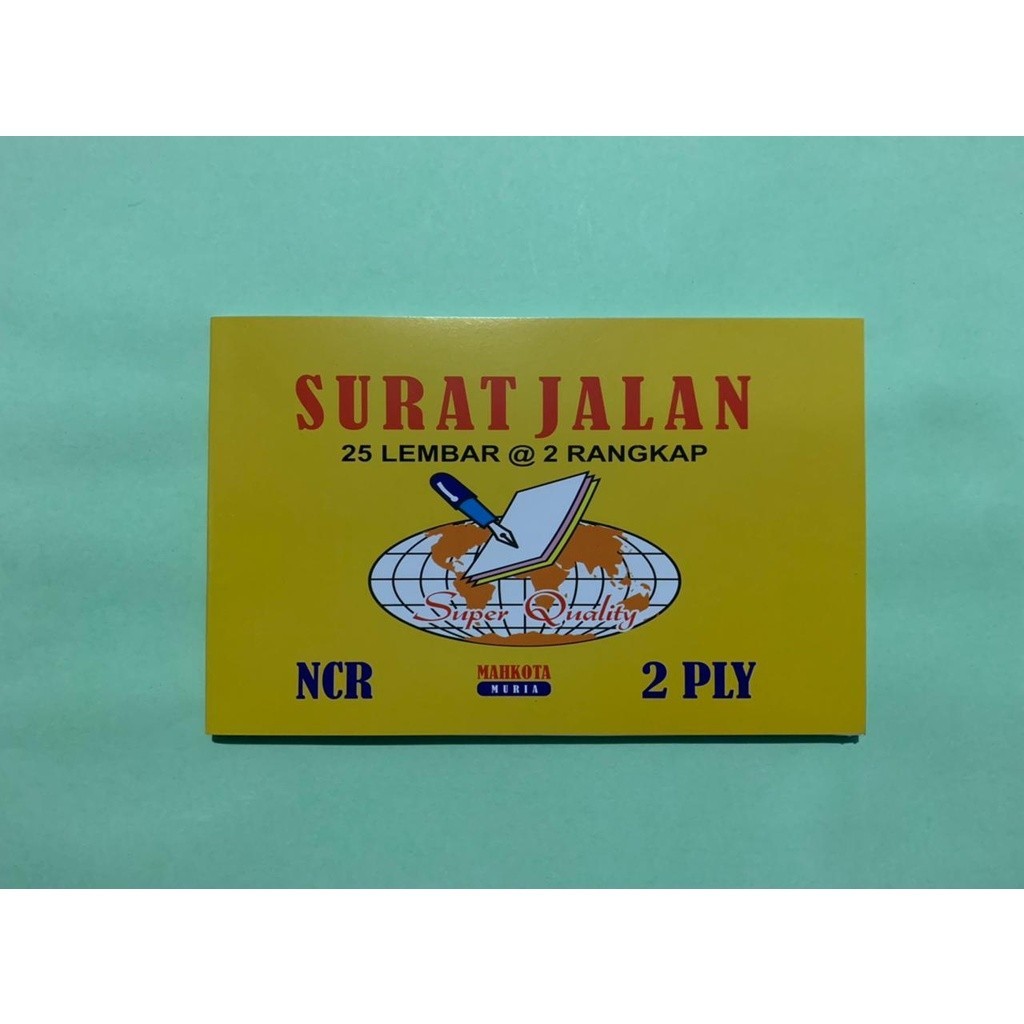 SURAT JALAN
25 LEMBAR @ 2 RANGKAP
Super Quality
NCR
MAHKOTA
MURIA
2 PLY